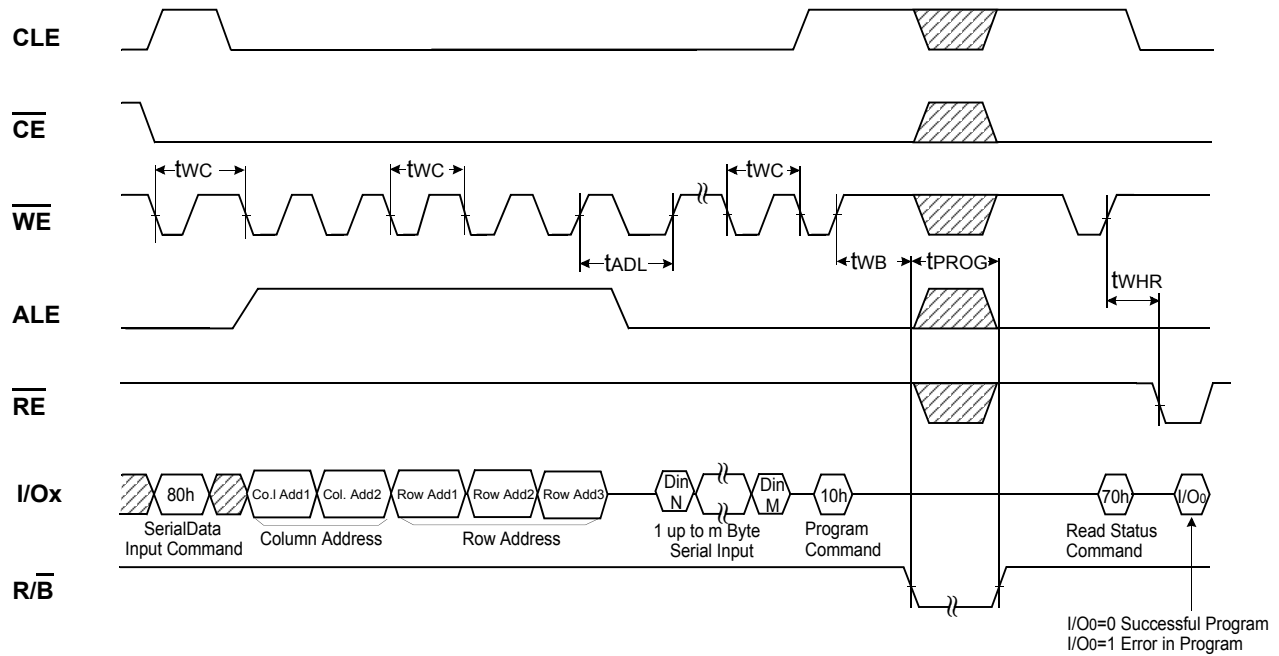 CLE
CE
tWC tWC tWC
WE
tADL tWB tPROG tWHR
ALE
RE
I/Ox 80h Co.l Add1 Col. Add2 Row Add1 Row Add2 Row Add3 Din N Din M 10h 70h I/O0
SerialData Input Command
Column Address
Row Address
1 up to m Byte Serial Input
Program Command
Read Status Command
R/B
I/O0=0 Successful Program
I/O0=1 Error in Program